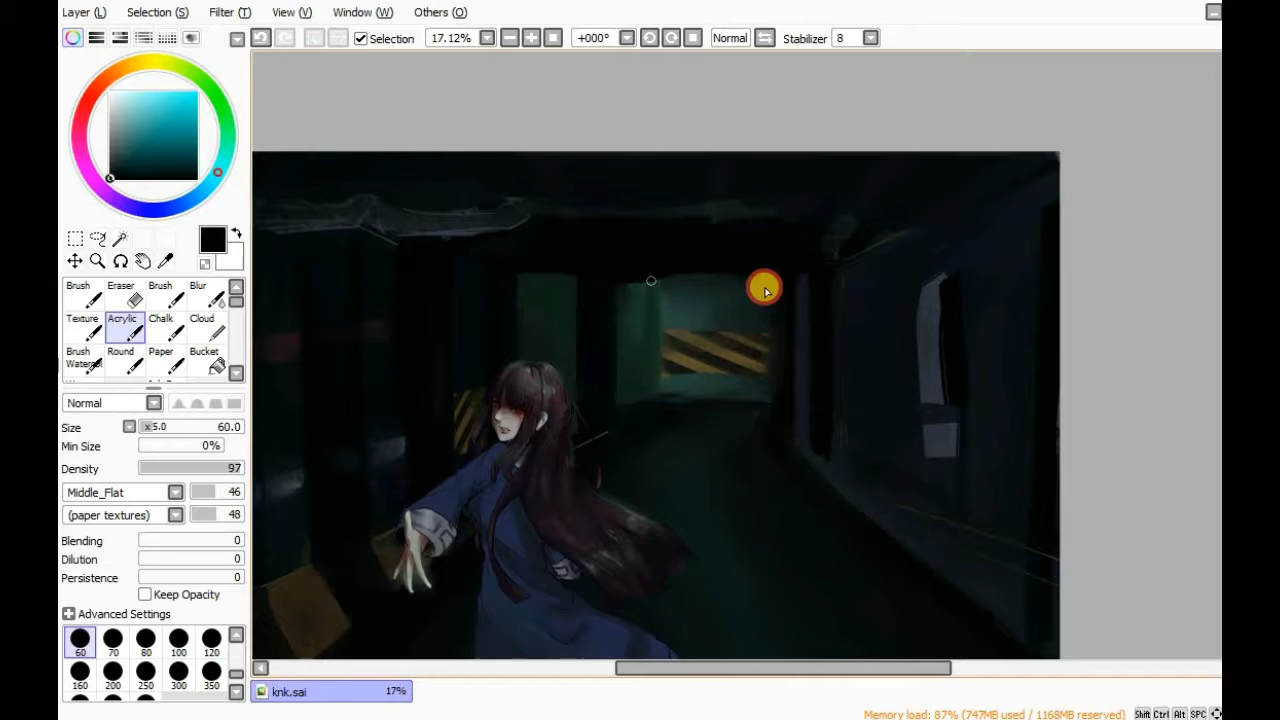 Layer (L) Selection (S) Filter (T) View (V) Window (W) Others (O)
Selection 17.12% +000° Normal Stabilizer 8
Brush Eraser Brush Blur
Texture Acrylic Chalk Cloud
Brush Round Paper Bucket
Normal
Size x5.0 60.0
Min Size 0%
Density 97
Middle_Flat 46
(paper textures) 48
Blending 0
Dilution 0
Persistence 0
Keep Opacity
Advanced Settings
60 70 80 100 120
160 200 250 300 350
knk.sai 17%
Memory load: 87% (747MB used / 1168MB reserved) Shift Ctrl Alt SPC